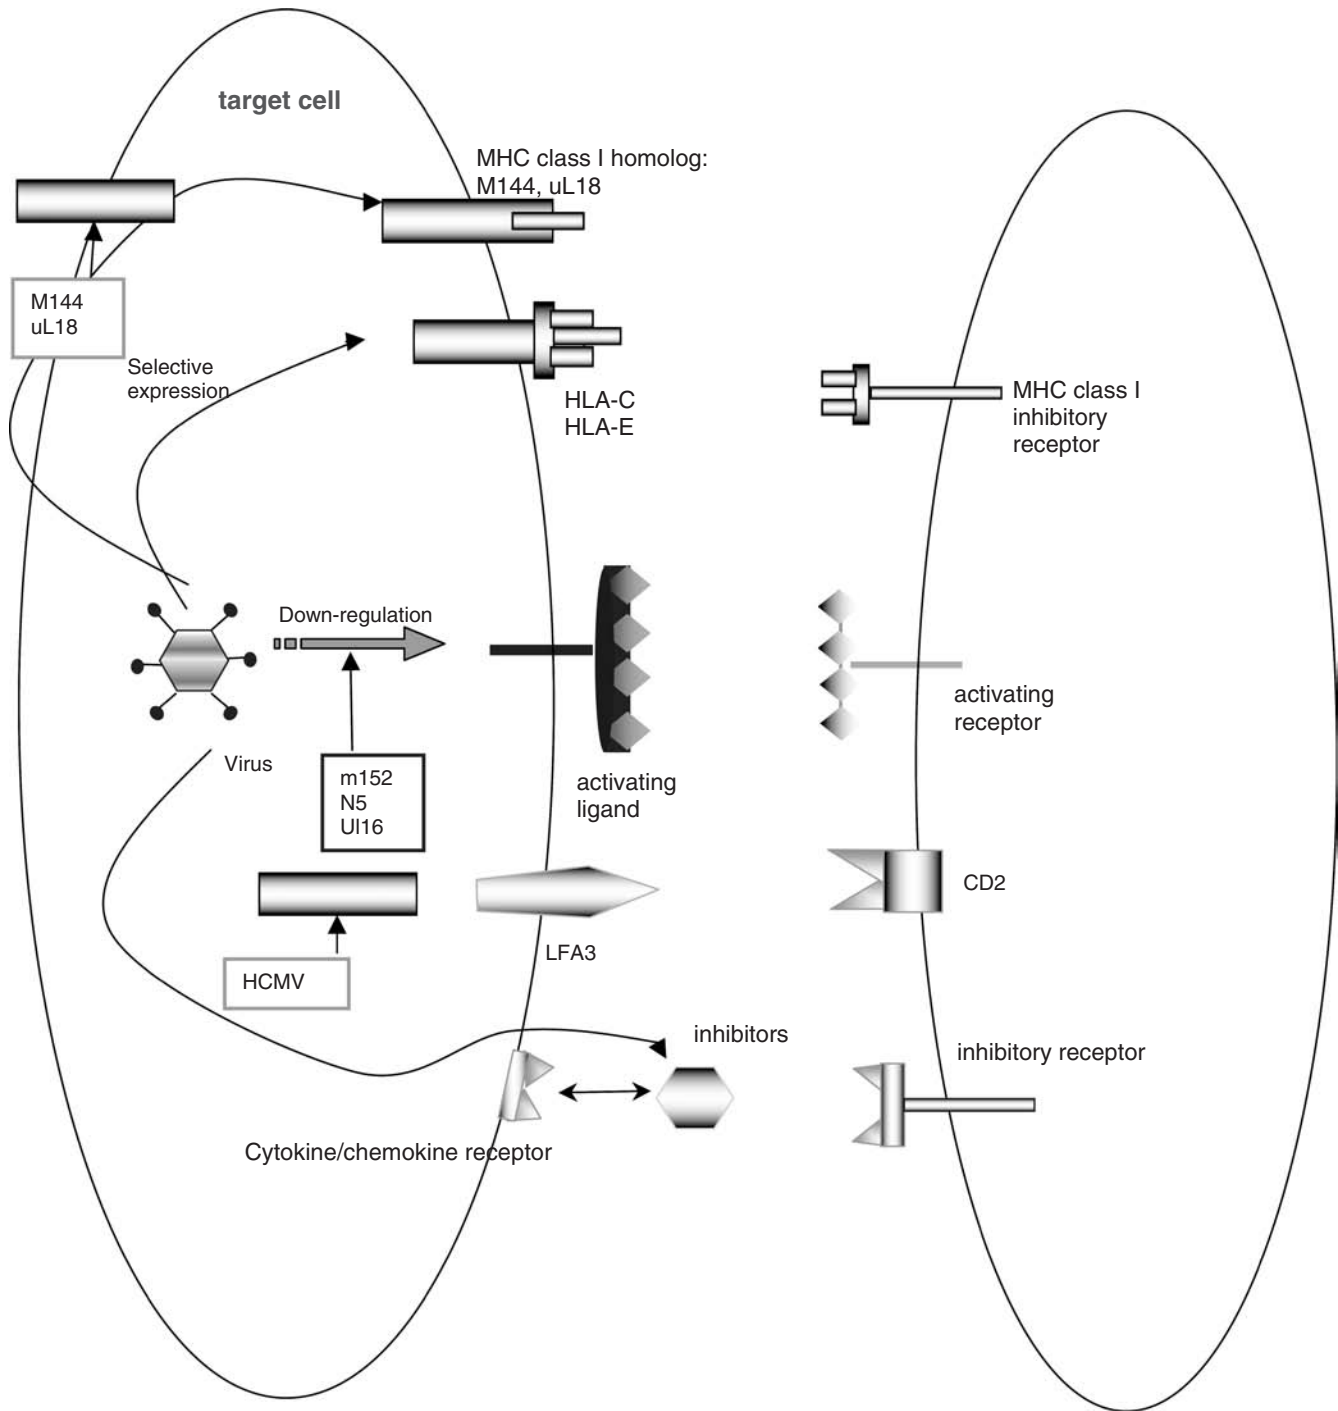 target cell
MHC class I homolog:
M144, uL18
M144
uL18
Selective
expression
HLA-C
HLA-E
MHC class I
inhibitory
receptor
Down-regulation
Virus
m152
N5
Ul16
activating
ligand
activating
receptor
CD2
LFA3
HCMV
inhibitors
inhibitory receptor
Cytokine/chemokine receptor